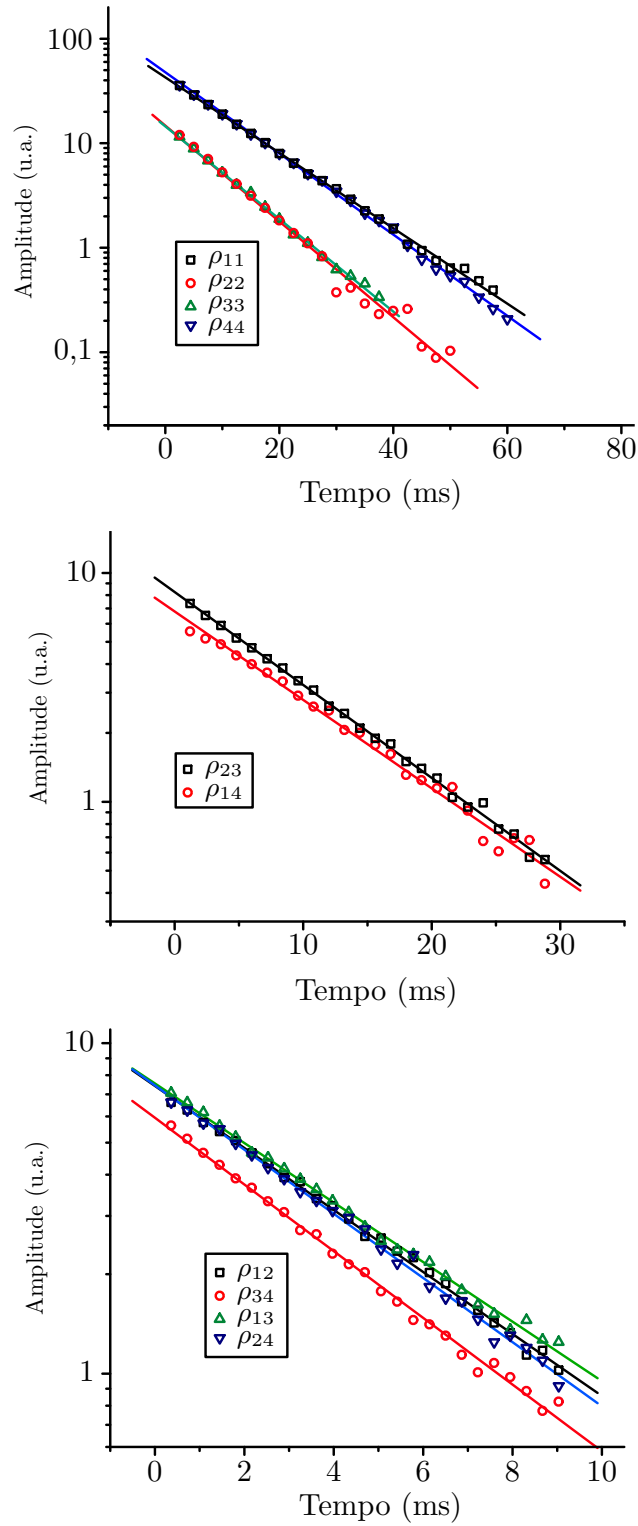 100
10
1
0,1
Amplitude (u.a.)
ρ11
ρ22
ρ33
ρ44
0 20 40 60 80
Tempo (ms)
10
1
Amplitude (u.a.)
ρ23
ρ14
0 10 20 30
Tempo (ms)
10
1
Amplitude (u.a.)
ρ12
ρ34
ρ13
ρ24
0 2 4 6 8 10
Tempo (ms)